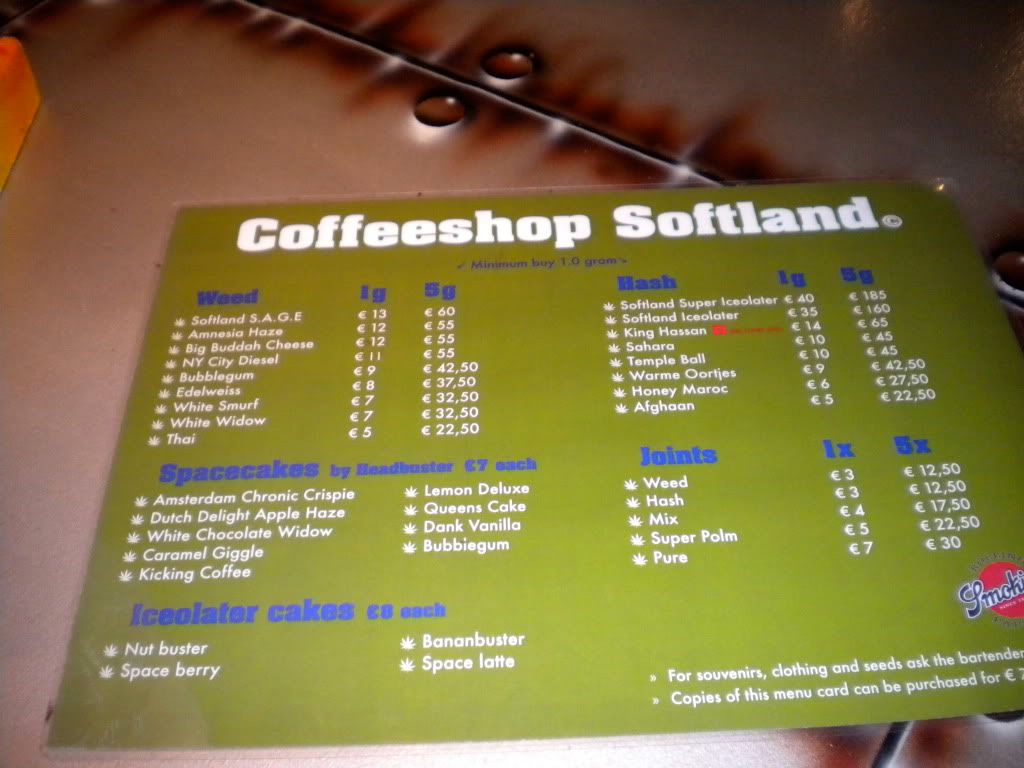 Coffeeshop Softland©
Minimum buy 1.0 gram
Weed 1g 5g
Softland S.A.G.E € 13 € 60
Amnesia Haze € 12 € 55
Big Buddah Cheese € 12 € 55
NY City Diesel € 11 € 55
Bubblegum € 9 € 42,50
Edelweiss € 8 € 37,50
White Smurf € 7 € 32,50
White Widow € 7 € 32,50
Thai € 5 € 22,50
Hash 1g 5g
Softland Super Iceolater € 40 € 185
Softland Iceolater € 35 € 160
King Hassan € 14 € 65
Sahara € 10 € 45
Temple Ball € 10 € 45
Warme Oortjes € 9 € 42,50
Honey Maroc € 6 € 27,50
Afghaan € 5 € 22,50
Spacecakes by Headbuster €7 each
Amsterdam Chronic Crispie
Dutch Delight Apple Haze
White Chocolate Widow
Caramel Giggle
Kicking Coffee
Lemon Deluxe
Queens Cake
Dank Vanilla
Bubbiegum
Joints 1x 5x
Weed € 3 € 12,50
Hash € 3 € 12,50
Mix € 4 € 17,50
Super Polm € 5 € 22,50
Pure € 7 € 30
Iceolater cakes €8 each
Nut buster
Space berry
Bananbuster
Space latte
» For souvenirs, clothing and seeds ask the bartender
» Copies of this menu card can be purchased for €